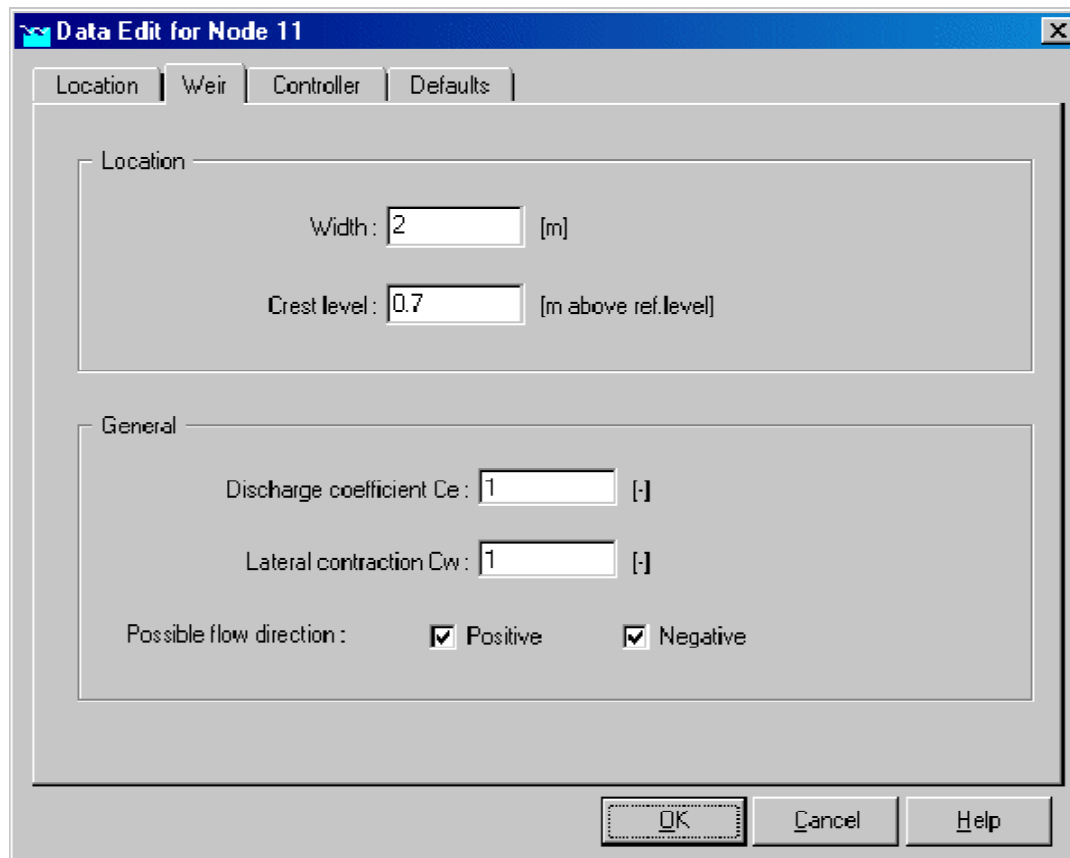 Data Edit for Node 11
Location Weir Controller Defaults
Location
Width : 2 [m]
Crest level : 0.7 [m above ref.level]
General
Discharge coefficient Ce : 1 [-]
Lateral contraction Cw : 1 [-]
Possible flow direction : Positive Negative
OK Cancel Help